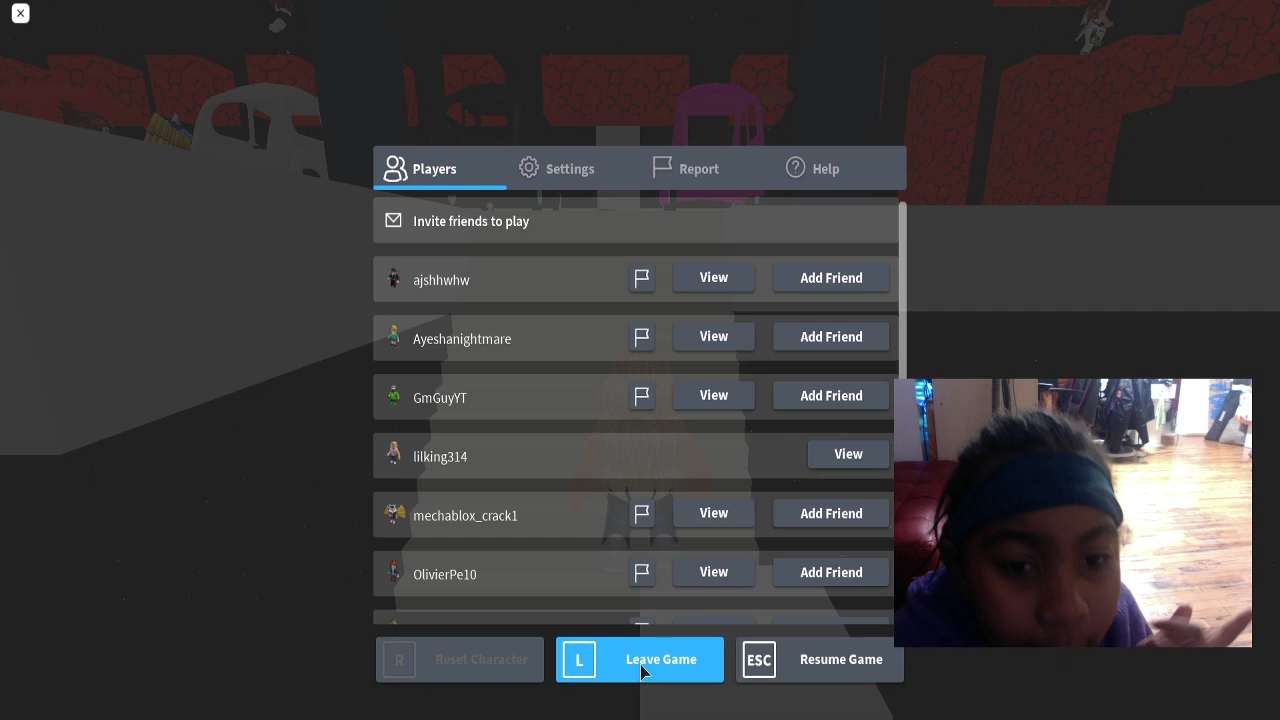 Players Settings Report Help
Invite friends to play
ajshhwhw View Add Friend
Ayeshanightmare View Add Friend
GmGuyYT View Add Friend
lilking314 View
mechablox_crack1 View Add Friend
OlivierPe10 View Add Friend
R Reset Character L Leave Game ESC Resume Game